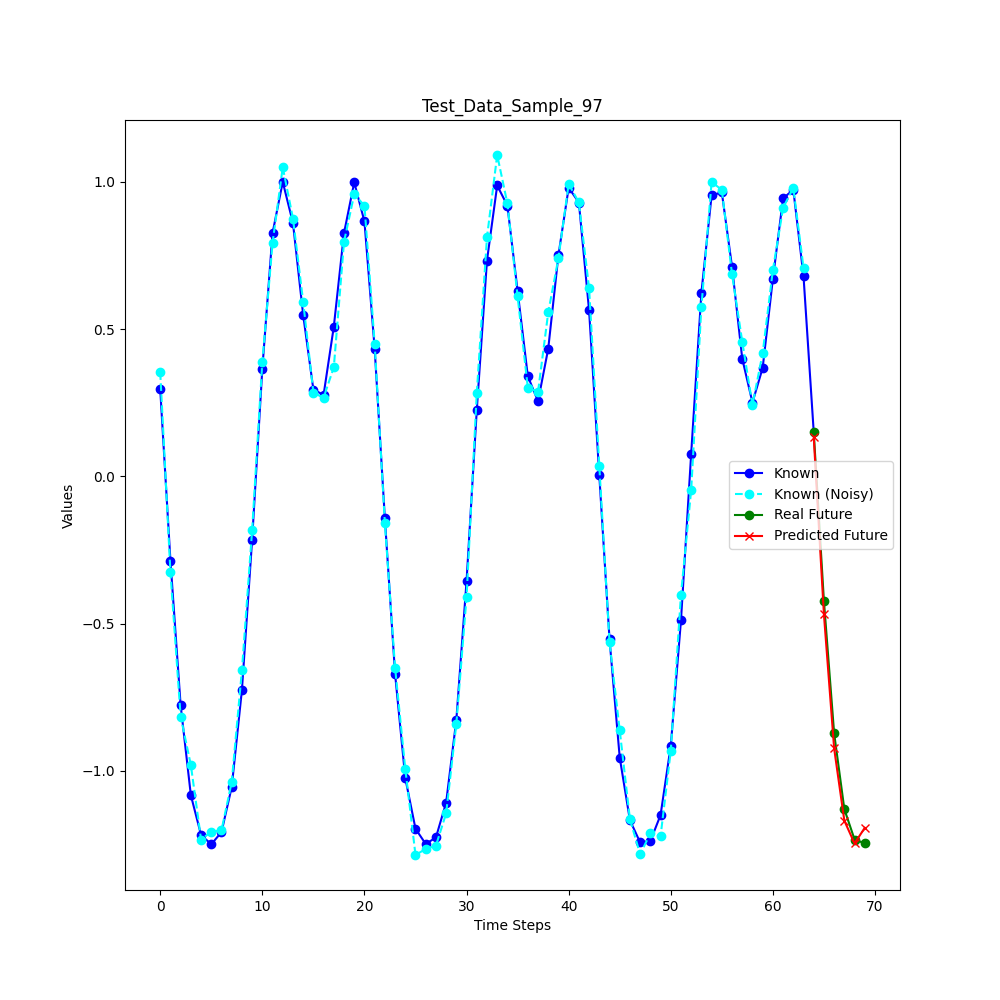 Test_Data_Sample_97
1.0
0.5
0.0
−0.5
−1.0
Values
Known
Known (Noisy)
Real Future
Predicted Future
0 10 20 30 40 50 60 70
Time Steps